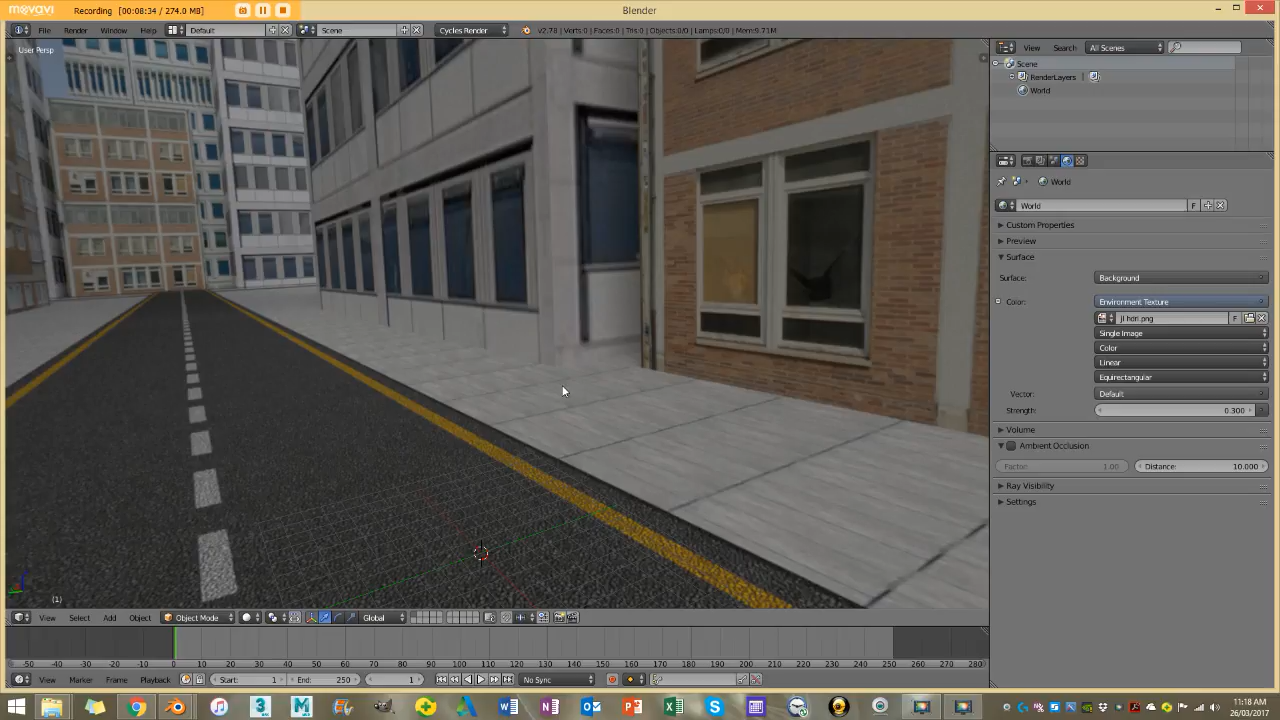 movavi Recording [00:08:34 / 274.0 MB] Blender
File Render Window Help Default Scene Cycles Render v2.78 | Verts:0 | Faces:0 | Tris:0 | Objects:0/0 | Lamps:0/0 | Mem:9.71M View Search All Scenes
User Persp
Scene
RenderLayers
World
World
World F
Custom Properties
Preview
Surface
Surface: Background
Color: Environment Texture
jl hdri.png F
Single Image
Color
Linear
Equirectangular
Vector: Default
Strength: 0.300
Volume
Ambient Occlusion
Factor: 1.00 Distance: 10.000
Ray Visibility
Settings
(1)
View Select Add Object Object Mode Global
-50 -40 -30 -20 -10 0 10 20 30 40 50 60 70 80 90 100 110 120 130 140 150 160 170 180 190 200 210 220 230 240 250 260 270 280
View Marker Frame Playback Start: 1 End: 250 1 No Sync
11:18 AM
26/03/2017